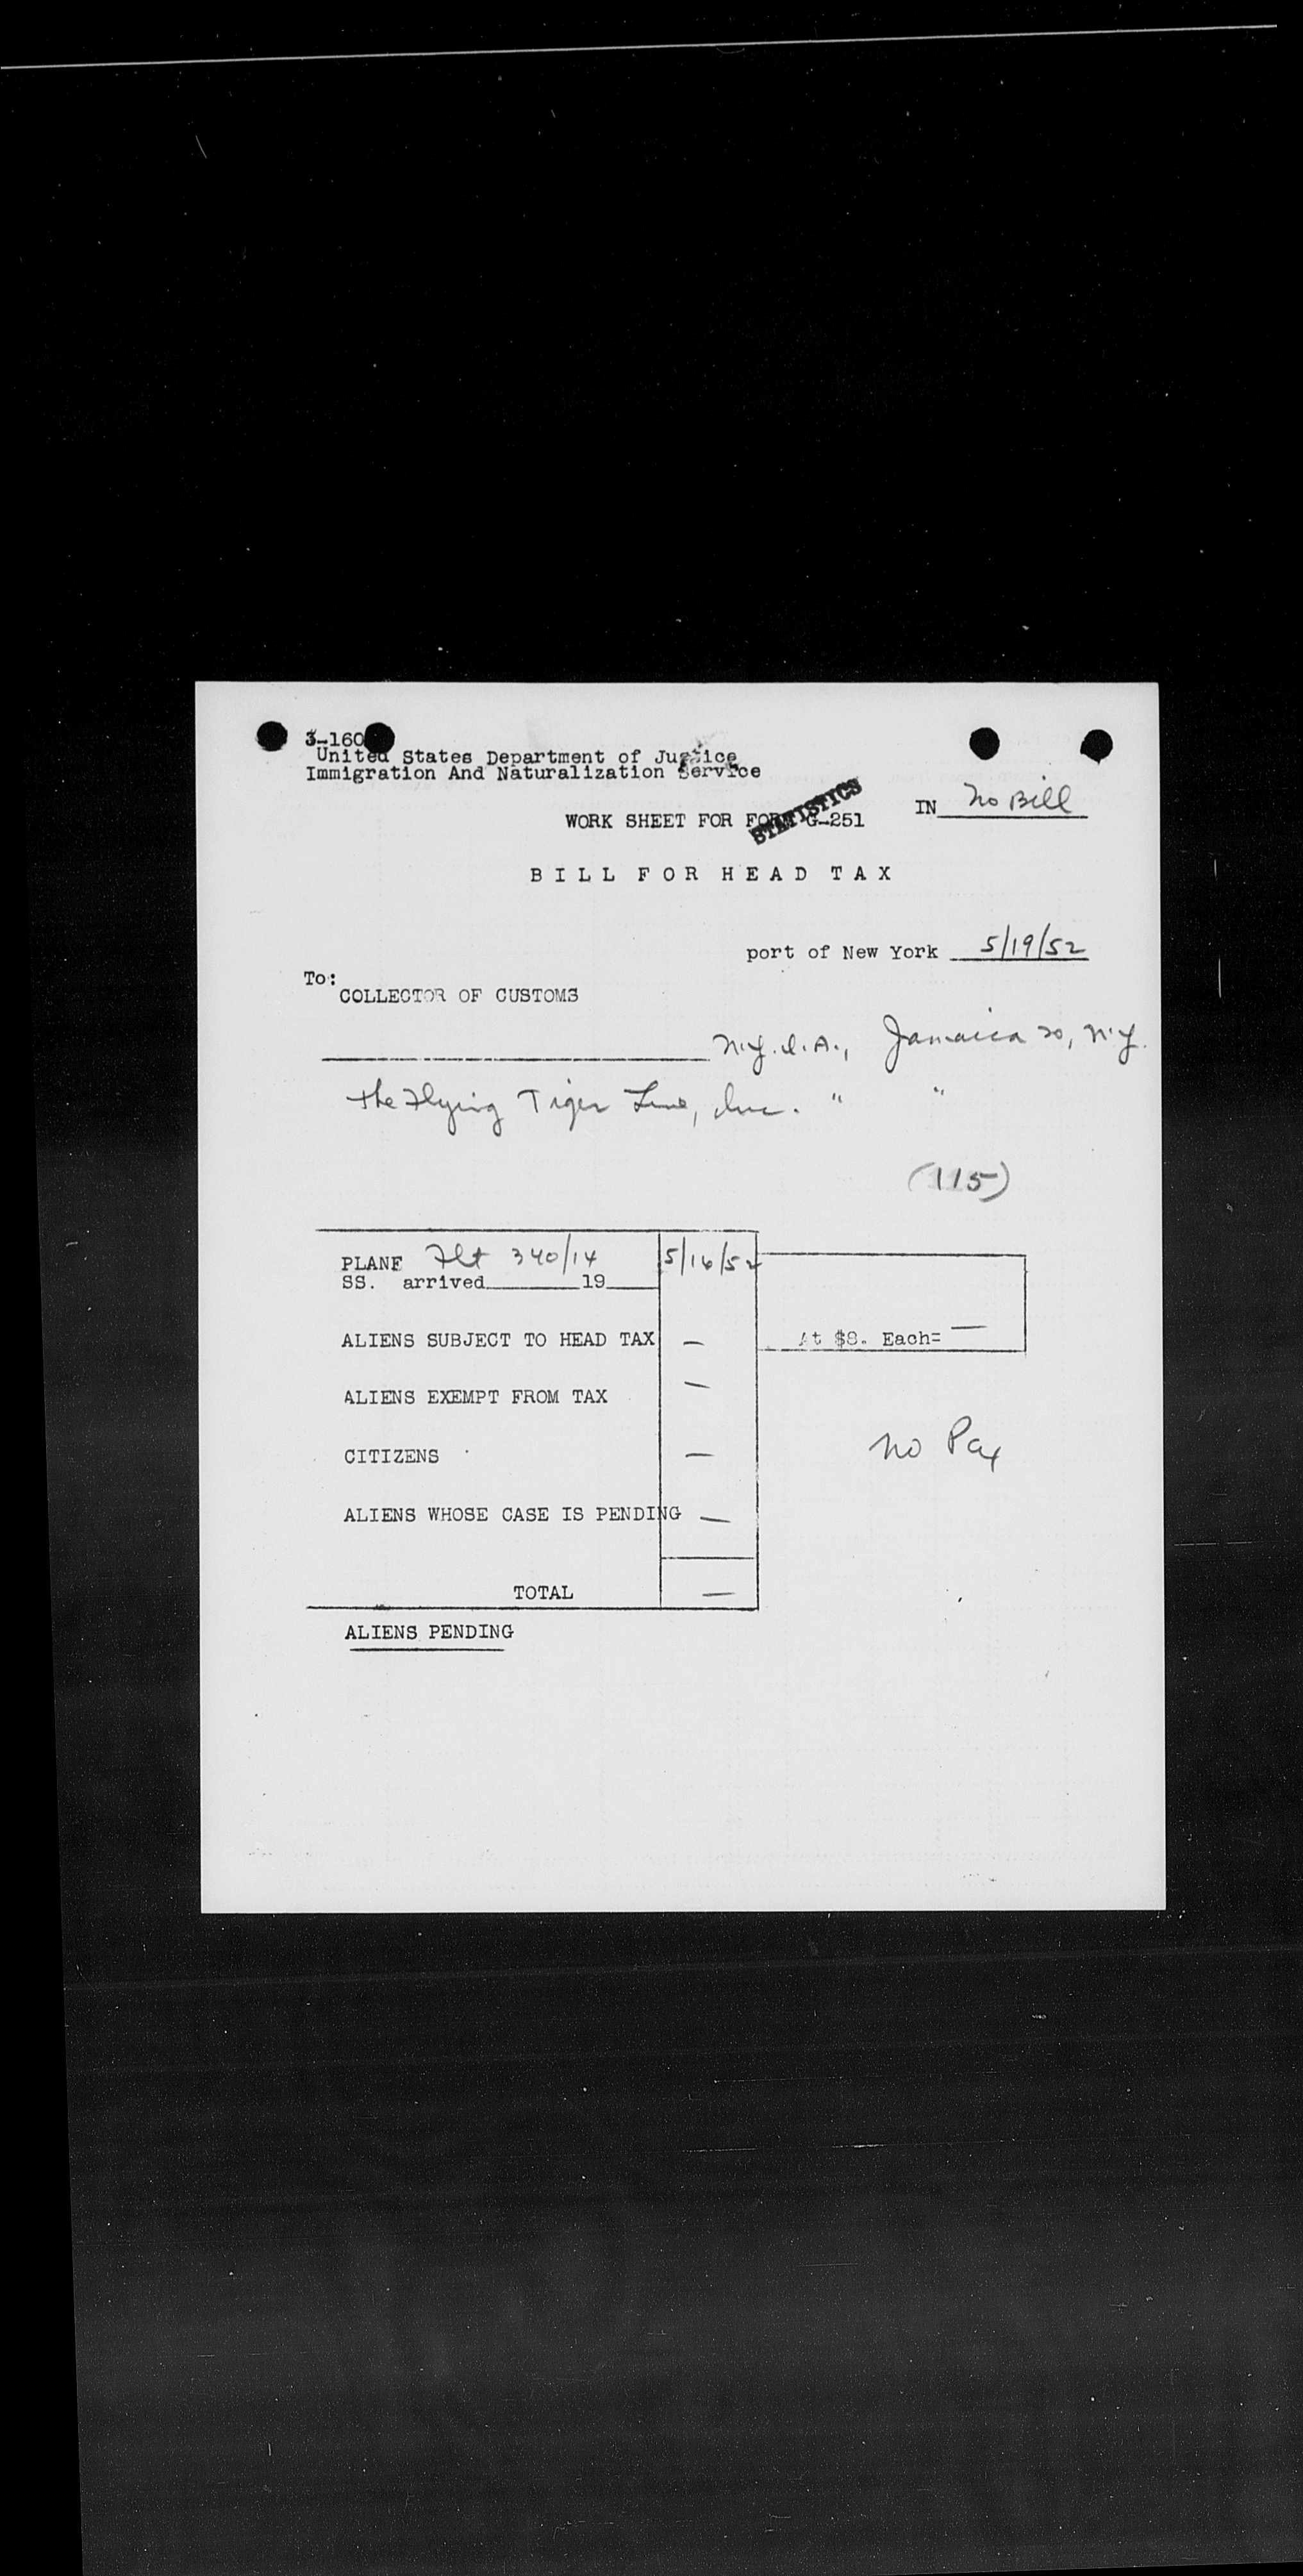 3-160
United States Department of Justice
Immigration And Naturalization Service
STATISTICS
IN No Bill
WORK SHEET FOR FORM G-251
BILL FOR HEAD TAX
port of New York 5/19/52
To:
COLLECTOR OF CUSTOMS
N.Y.I.A., Jamaica 30, N.Y.
The Flying Tiger Line, Inc. " "
(115)
PLANE Flt 340/14 5/16/52
SS. arrived 19
ALIENS SUBJECT TO HEAD TAX — At $8. Each= —
ALIENS EXEMPT FROM TAX —
CITIZENS —
No Pax
ALIENS WHOSE CASE IS PENDING —
TOTAL —
ALIENS PENDING